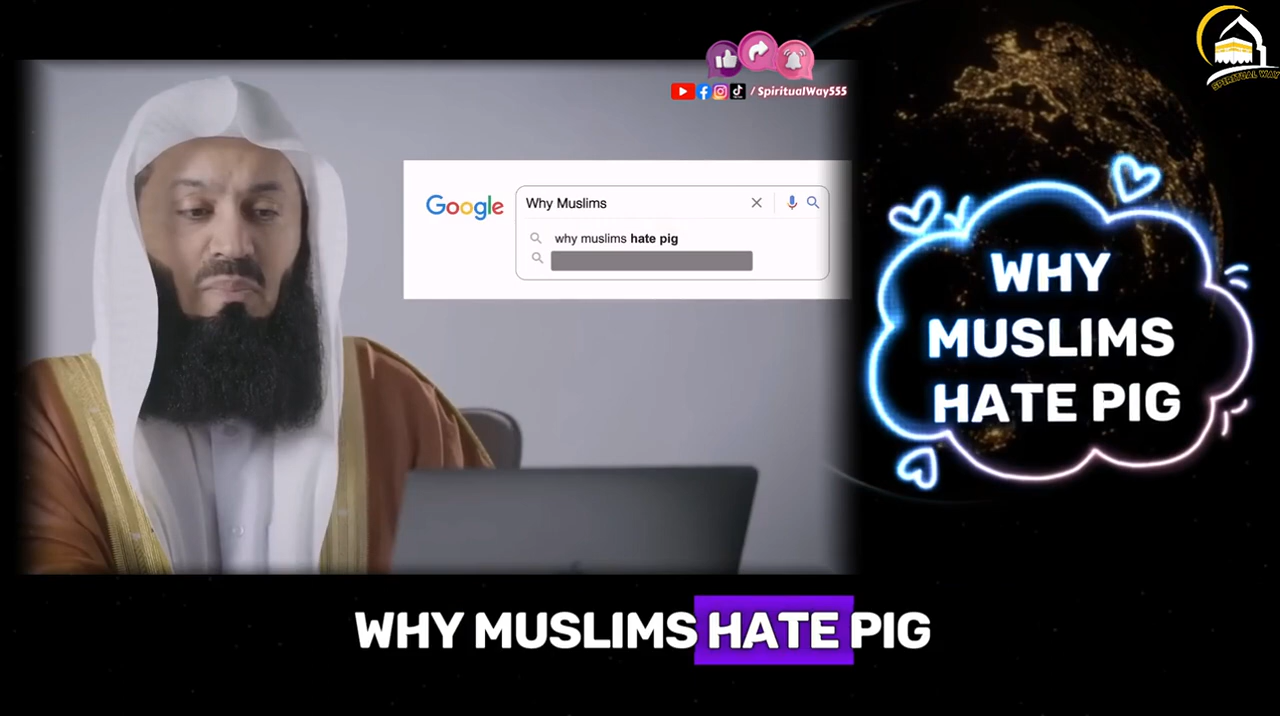 / SpiritualWay555
SPIRITUAL WAY
Google
Why Muslims
why muslims hate pig
WHY
MUSLIMS
HATE PIG
WHY MUSLIMS HATE PIG